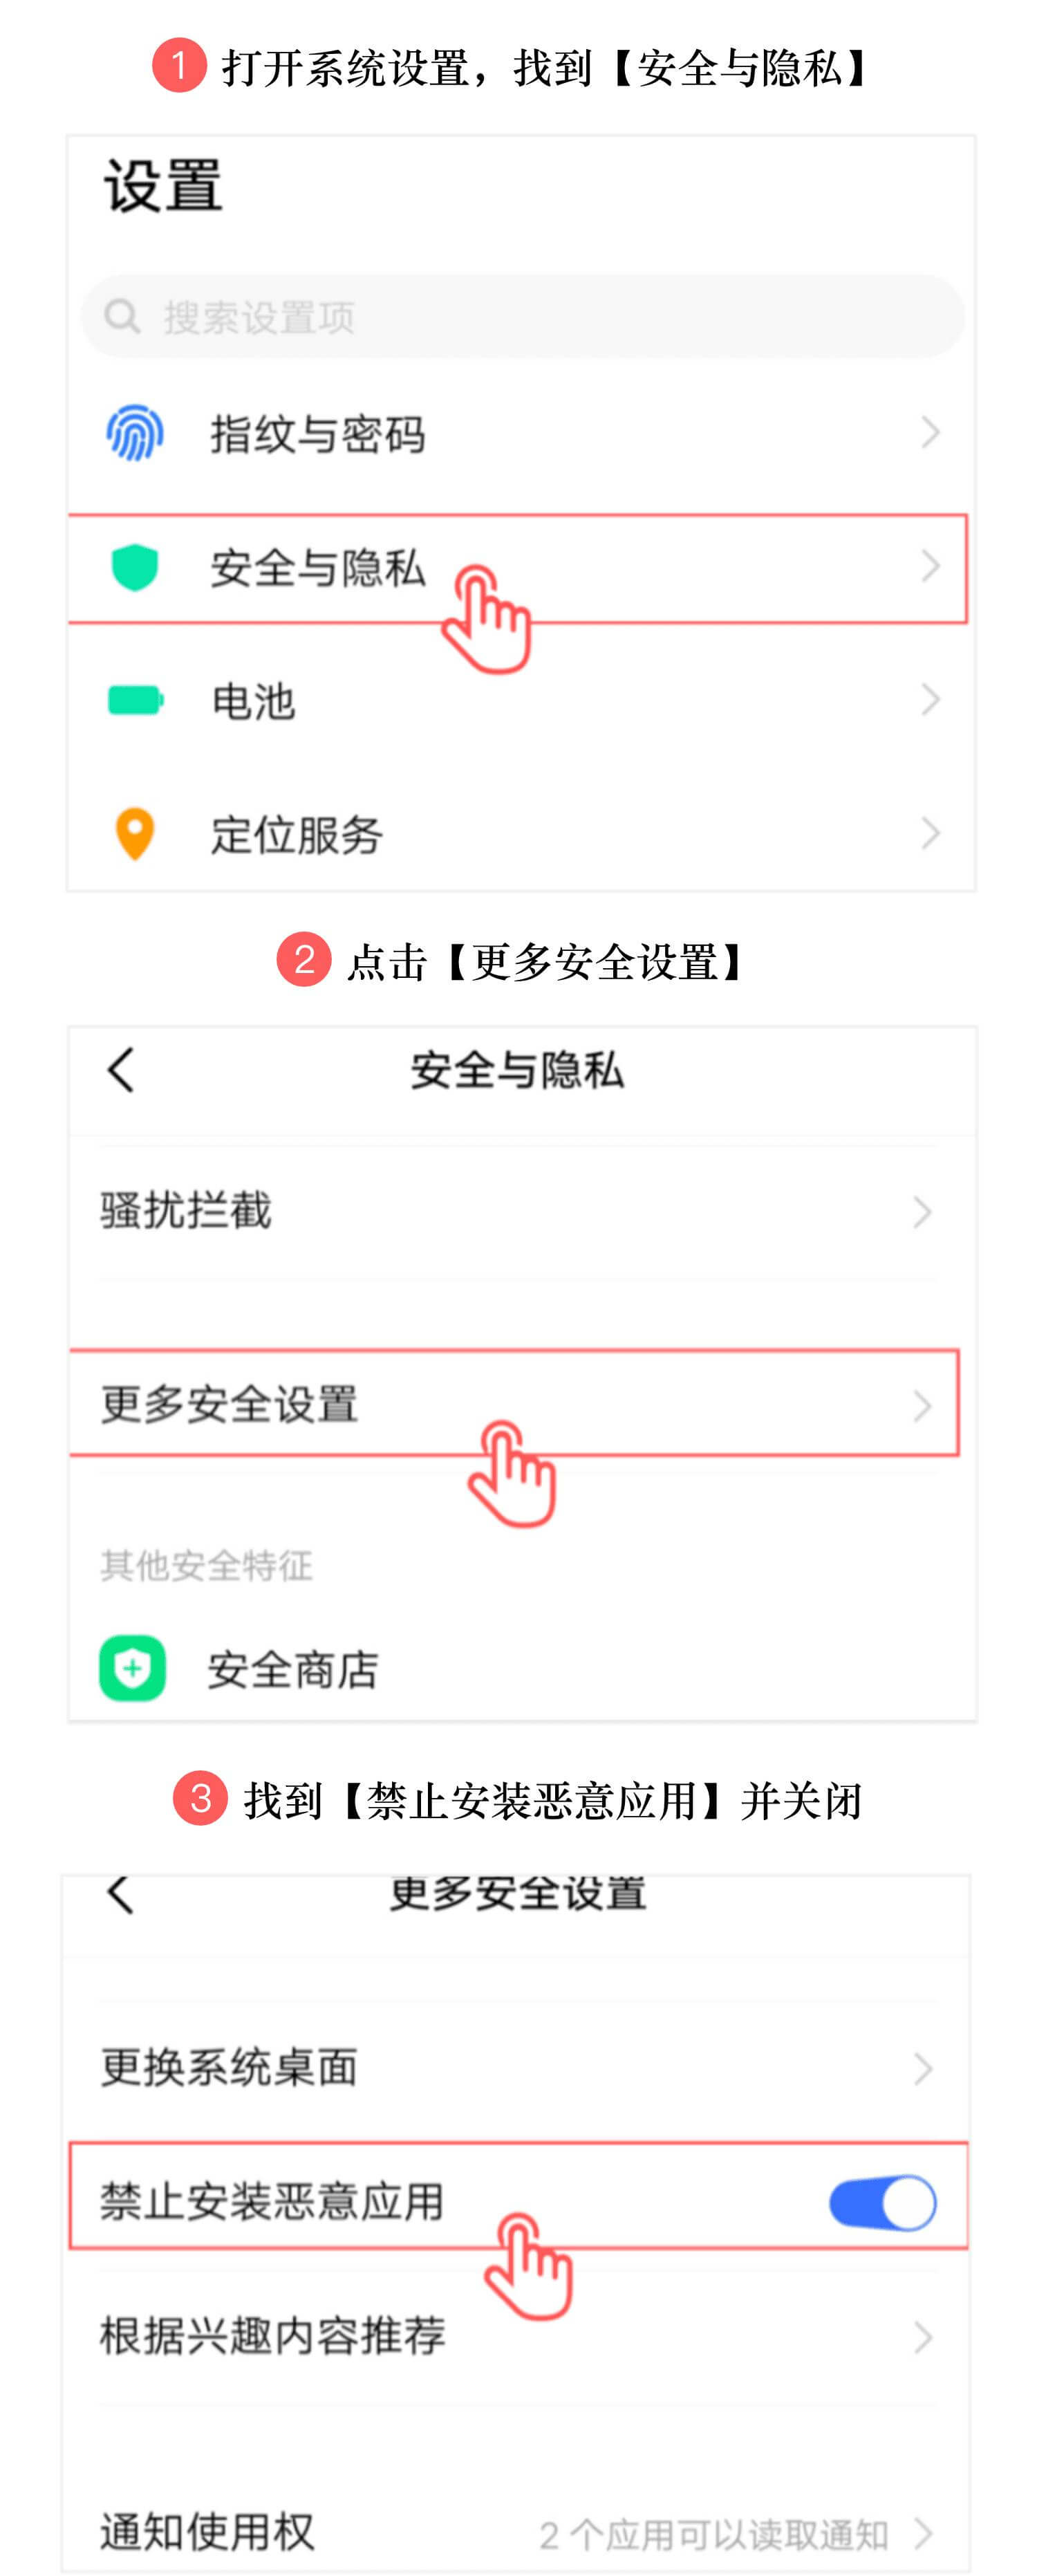 1 打开系统设置，找到【安全与隐私】
设置
搜索设置项
指纹与密码
安全与隐私
电池
定位服务
2 点击【更多安全设置】
安全与隐私
骚扰拦截
更多安全设置
其他安全特征
安全商店
3 找到【禁止安装恶意应用】并关闭
更多安全设置
更换系统桌面
禁止安装恶意应用
根据兴趣内容推荐
通知使用权 2 个应用可以读取通知